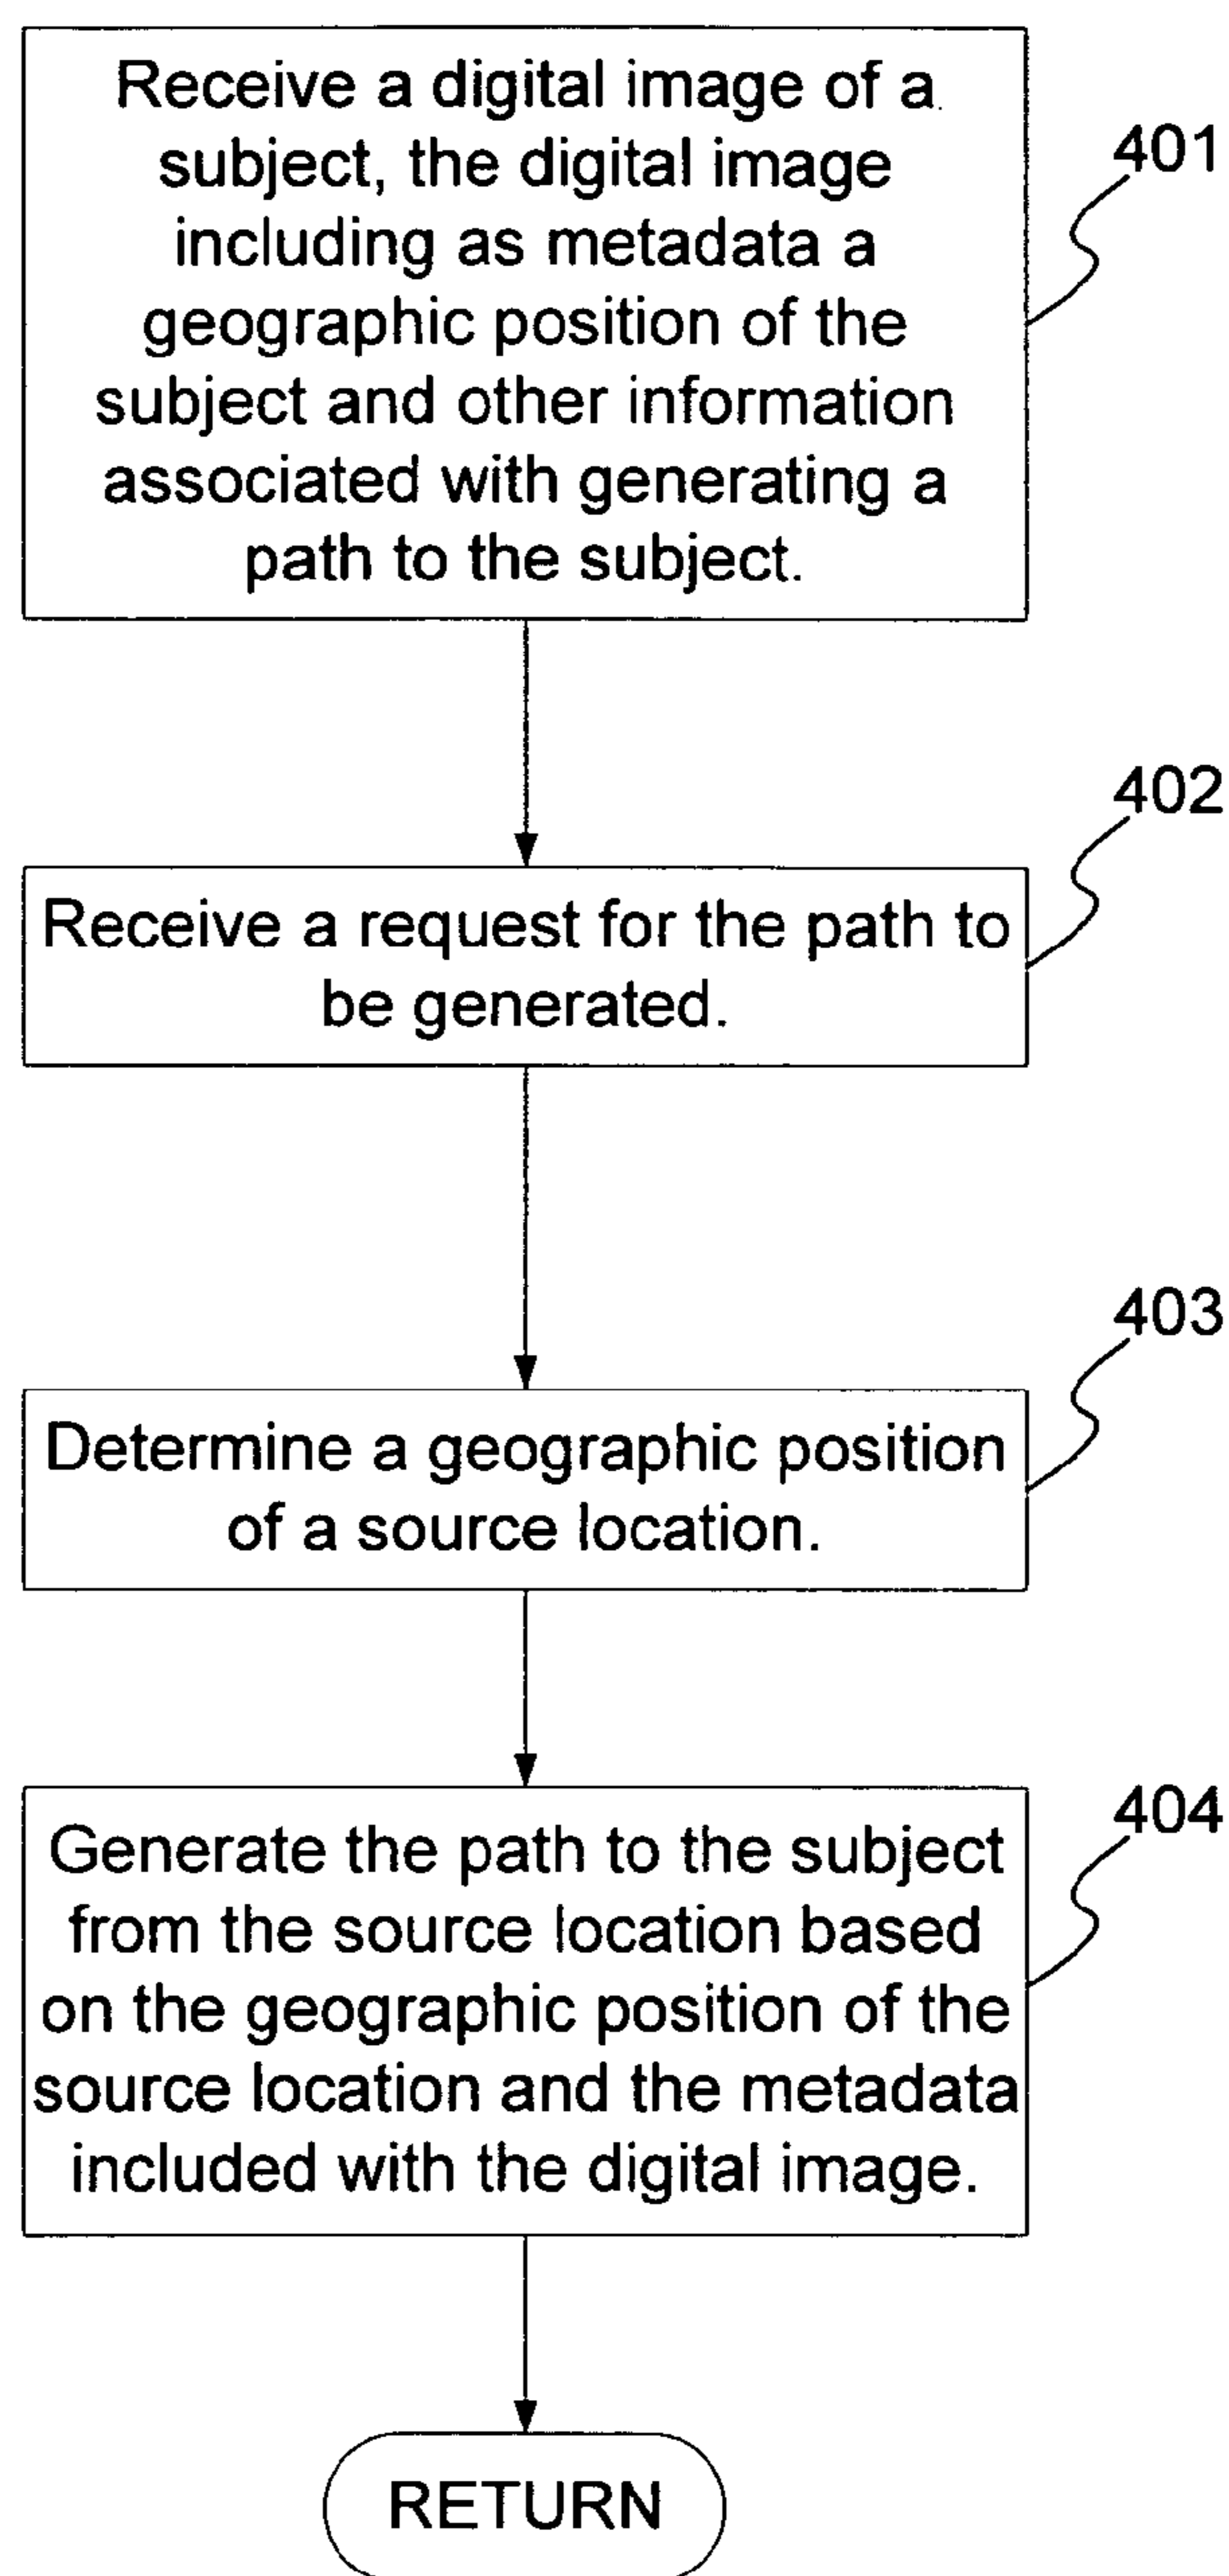 Receive a digital image of a
subject, the digital image
including as metadata a
geographic position of the
subject and other information
associated with generating a
path to the subject.
401
Receive a request for the path to
be generated.
402
Determine a geographic position
of a source location.
403
Generate the path to the subject
from the source location based
on the geographic position of the
source location and the metadata
included with the digital image.
404
RETURN